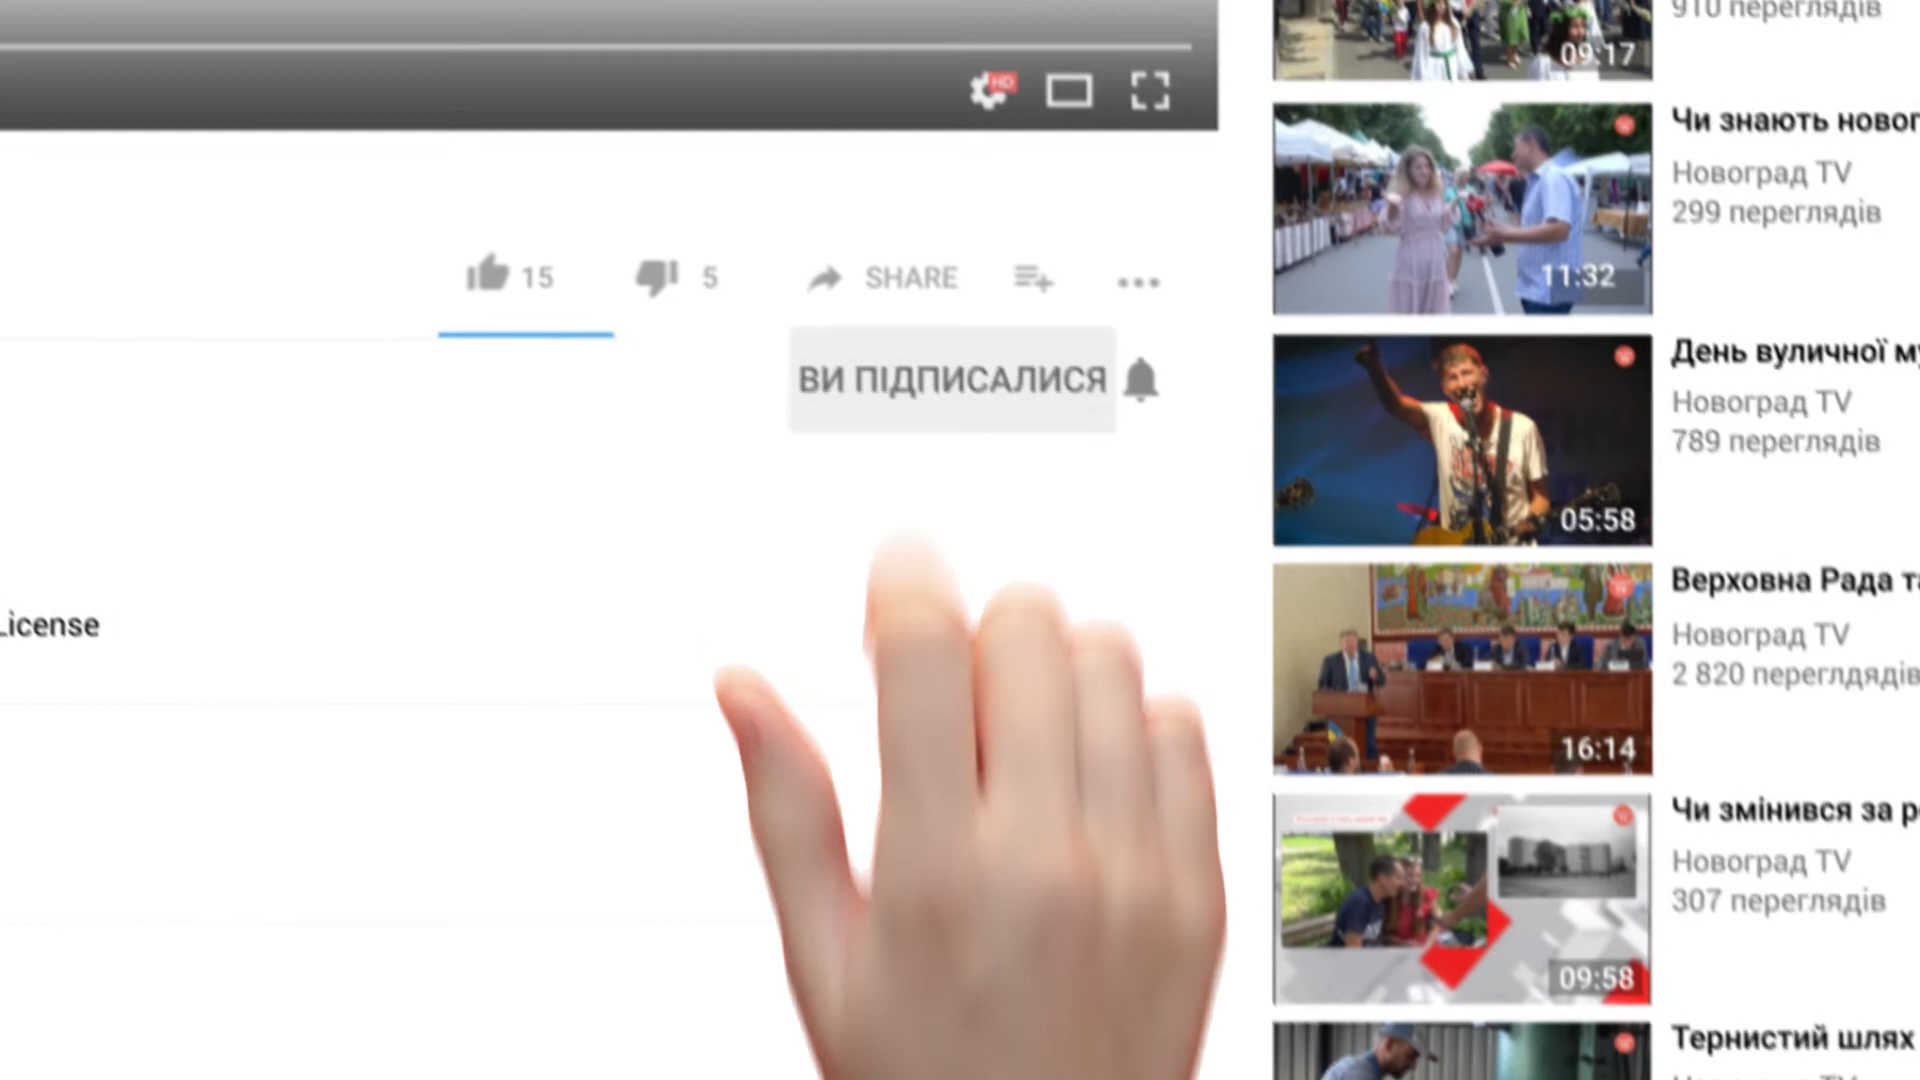 HD
15
5
SHARE
ВИ ПІДПИСАЛИСЯ
License
910 переглядів
09:17
Чи знають
Новоград TV
299 переглядів
11:32
День вуличної
Новоград TV
789 переглядів
05:58
Верховна Рада
Новоград TV
2 820 переглдядів
16:14
Чи змінився за
Новоград TV
307 переглядів
09:58
Тернистий шлях